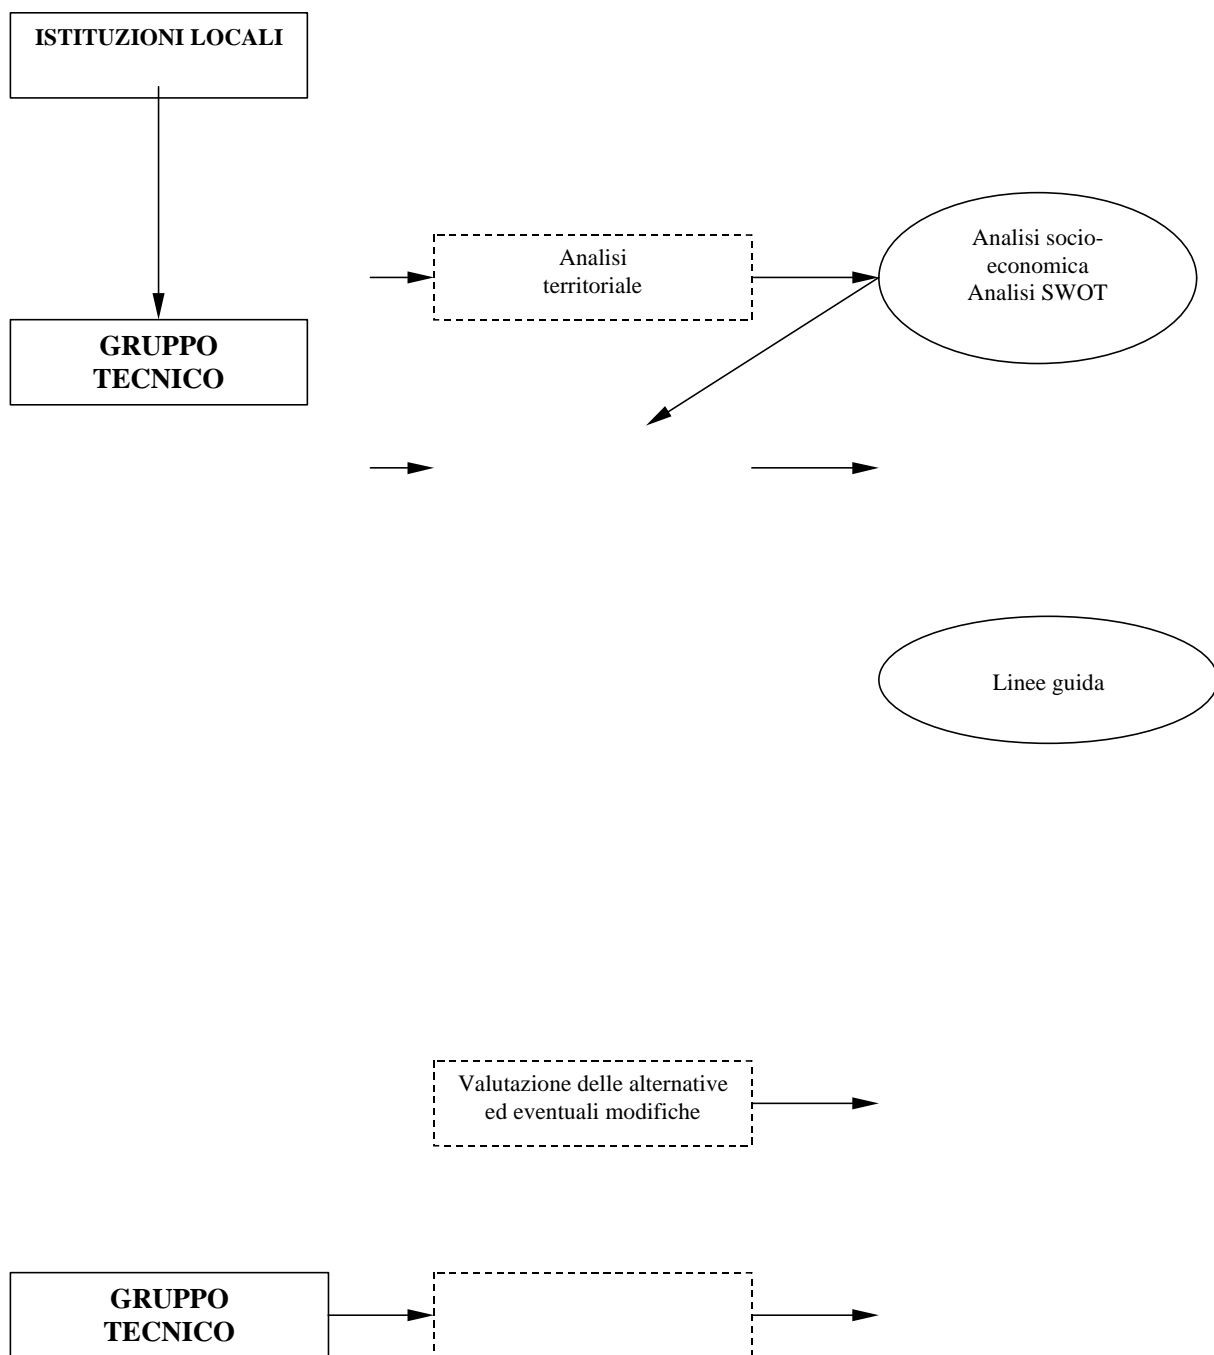 ISTITUZIONI LOCALI
Analisi
territoriale
Analisi socio-
economica
Analisi SWOT
GRUPPO
TECNICO
Linee guida
Valutazione delle alternative
ed eventuali modifiche
GRUPPO
TECNICO